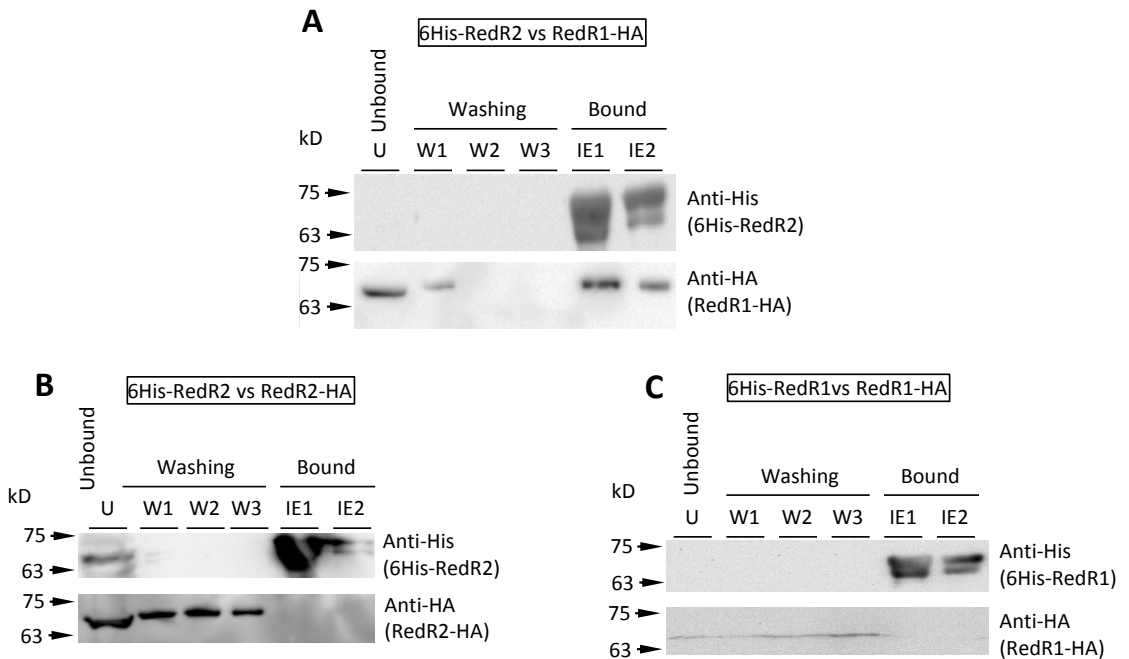 A
6His-RedR2 vs RedR1-HA
Unbound
Washing
Bound
kD
U
W1
W2
W3
IE1
IE2
75
63
Anti-His
(6His-RedR2)
75
63
Anti-HA
(RedR1-HA)
B
6His-RedR2 vs RedR2-HA
Unbound
Washing
Bound
kD
U
W1
W2
W3
IE1
IE2
75
63
Anti-His
(6His-RedR2)
75
63
Anti-HA
(RedR2-HA)
C
6His-RedR1vs RedR1-HA
Unbound
Washing
Bound
kD
U
W1
W2
W3
IE1
IE2
75
63
Anti-His
(6His-RedR1)
75
63
Anti-HA
(RedR1-HA)